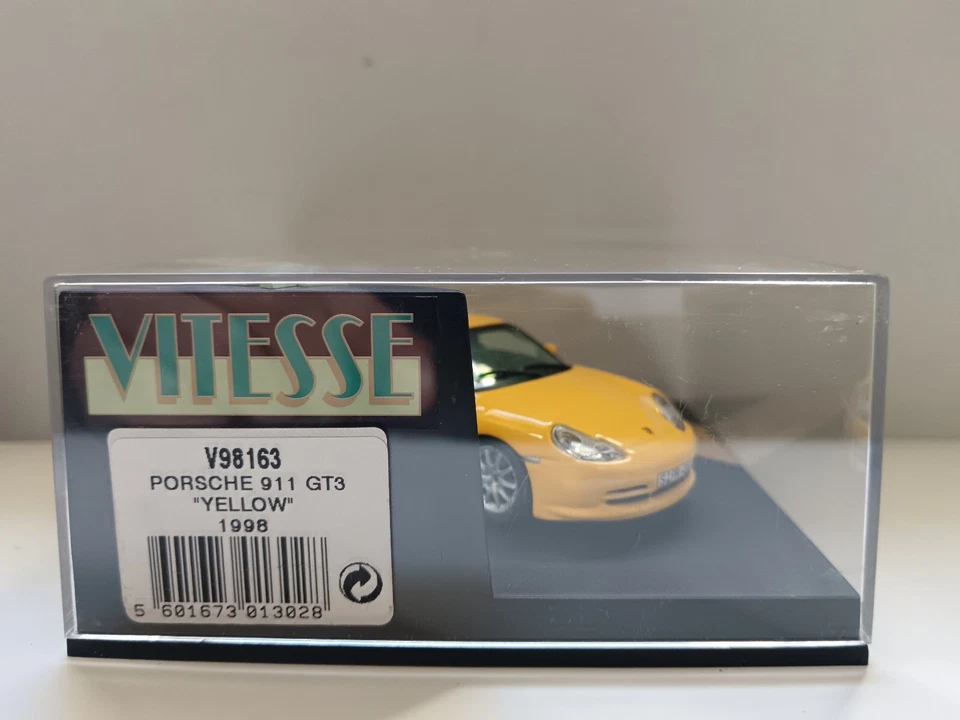 VITESSE
V98163
PORSCHE 911 GT3
"YELLOW"
1998
5 601673 013028